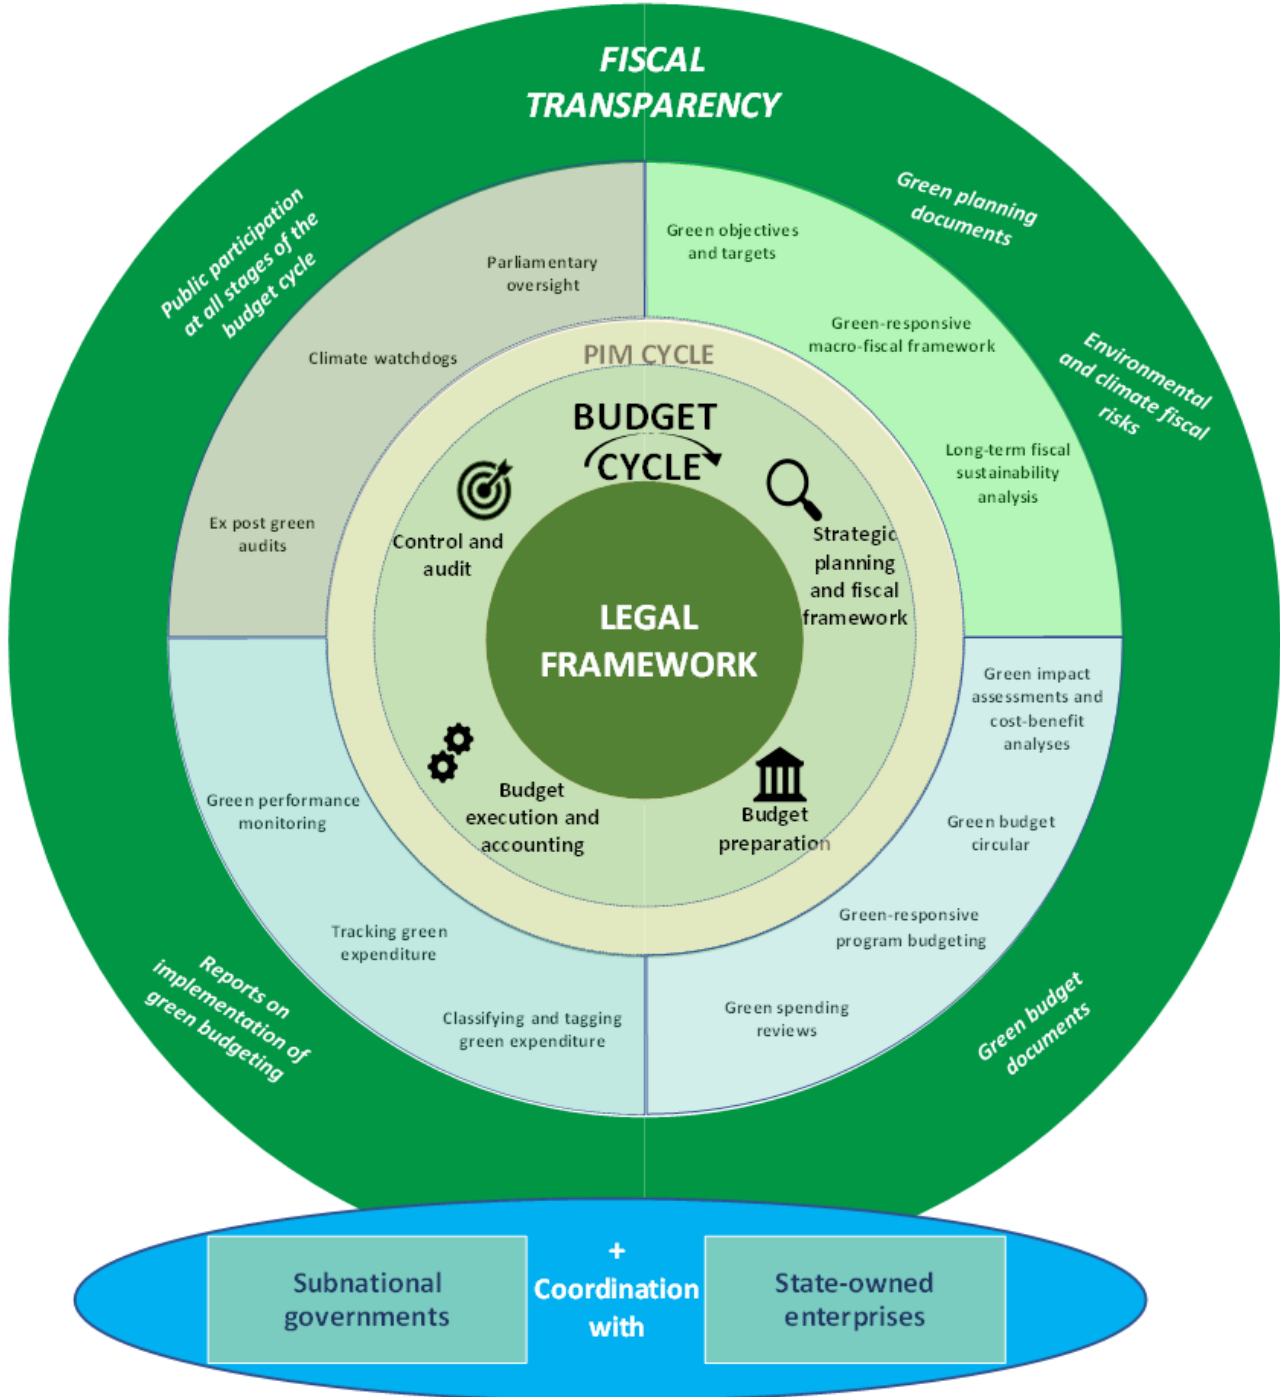 FISCAL
TRANSPARENCY
Green planning
documents
Public participation
at all stages of the
budget cycle
Environmental
and climate fiscal
risks
Green objectives
and targets
Parliamentary
oversight
Green-responsive
macro-fiscal framework
Climate watchdogs
Long-term fiscal
sustainability
analysis
Ex post green
audits
PIM CYCLE
BUDGET
CYCLE
Control and
audit
Strategic
planning
and fiscal
framework
LEGAL
FRAMEWORK
Budget
execution and
accounting
Budget
preparation
Green impact
assessments and
cost-benefit
analyses
Green budget
circular
Green-responsive
program budgeting
Green spending
reviews
Green performance
monitoring
Tracking green
expenditure
Classifying and tagging
green expenditure
Reports on
implementation of
green budgeting
Green budget
documents
+
Coordination
with
Subnational
governments
State-owned
enterprises